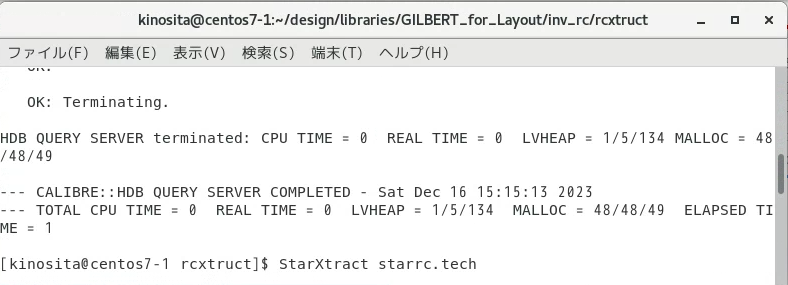 kinosita@centos7-1:~/design/libraries/GILBERT_for_Layout/inv_rc/rcxtruct
ファイル(F) 編集(E) 表示(V) 検索(S) 端末(T) ヘルプ(H)
OK: Terminating.
HDB QUERY SERVER terminated: CPU TIME = 0  REAL TIME = 0  LVHEAP = 1/5/134 MALLOC = 48
/48/49
--- CALIBRE::HDB QUERY SERVER COMPLETED - Sat Dec 16 15:15:13 2023
--- TOTAL CPU TIME = 0  REAL TIME = 0  LVHEAP = 1/5/134  MALLOC = 48/48/49  ELAPSED TI
ME = 1
[kinosita@centos7-1 rcxtruct]$ StarXtract starrc.tech